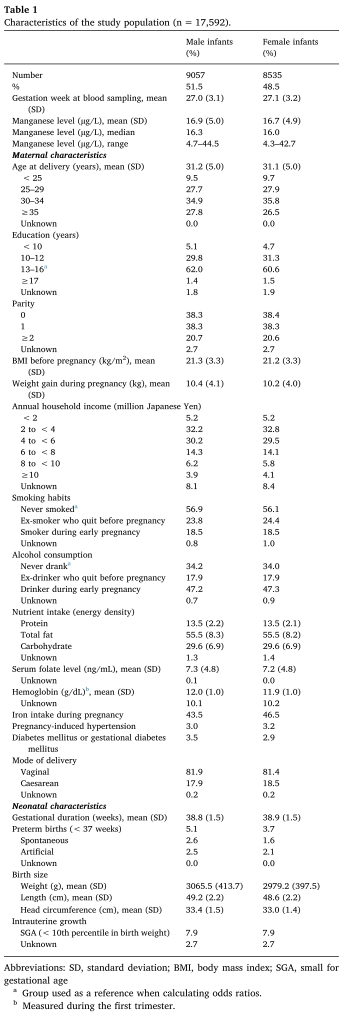 Table 1
Characteristics of the study population (n = 17,592).
Male infants (%) Female infants (%)
Number 9057 8535
% 51.5 48.5
Gestation week at blood sampling, mean (SD) 27.0 (3.1) 27.1 (3.2)
Manganese level (μg/L), mean (SD) 16.9 (5.0) 16.7 (4.9)
Manganese level (μg/L), median 16.3 16.0
Manganese level (μg/L), range 4.7–44.5 4.3–42.7
Maternal characteristics
Age at delivery (years), mean (SD) 31.2 (5.0) 31.1 (5.0)
< 25 9.5 9.7
25–29 27.7 27.9
30–34 34.9 35.8
≥35 27.8 26.5
Unknown 0.0 0.0
Education (years)
< 10 5.1 4.7
10–12 29.8 31.3
13–16a 62.0 60.6
≥17 1.4 1.5
Unknown 1.8 1.9
Parity
0 38.3 38.4
1 38.3 38.3
≥2 20.7 20.6
Unknown 2.7 2.7
BMI before pregnancy (kg/m2), mean (SD) 21.3 (3.3) 21.2 (3.3)
Weight gain during pregnancy (kg), mean (SD) 10.4 (4.1) 10.2 (4.0)
Annual household income (million Japanese Yen)
< 2 5.2 5.2
2 to < 4 32.2 32.8
4 to < 6 30.2 29.5
6 to < 8 14.3 14.1
8 to < 10 6.2 5.8
≥10 3.9 4.1
Unknown 8.1 8.4
Smoking habits
Never smokeda 56.9 56.1
Ex-smoker who quit before pregnancy 23.8 24.4
Smoker during early pregnancy 18.5 18.5
Unknown 0.8 1.0
Alcohol consumption
Never dranka 34.2 34.0
Ex-drinker who quit before pregnancy 17.9 17.9
Drinker during early pregnancy 47.2 47.3
Unknown 0.7 0.9
Nutrient intake (energy density)
Protein 13.5 (2.2) 13.5 (2.1)
Total fat 55.5 (8.3) 55.5 (8.2)
Carbohydrate 29.6 (6.9) 29.6 (6.9)
Unknown 1.3 1.4
Serum folate level (ng/mL), mean (SD) 7.3 (4.8) 7.2 (4.8)
Unknown 0.1 0.0
Hemoglobin (g/dL)b, mean (SD) 12.0 (1.0) 11.9 (1.0)
Unknown 10.1 10.2
Iron intake during pregnancy 43.5 46.5
Pregnancy-induced hypertension 3.0 3.2
Diabetes mellitus or gestational diabetes mellitus 3.5 2.9
Mode of delivery
Vaginal 81.9 81.4
Caesarean 17.9 18.5
Unknown 0.2 0.2
Neonatal characteristics
Gestational duration (weeks), mean (SD) 38.8 (1.5) 38.9 (1.5)
Preterm births (< 37 weeks) 5.1 3.7
Spontaneous 2.6 1.6
Artificial 2.5 2.1
Unknown 0.0 0.0
Birth size
Weight (g), mean (SD) 3065.5 (413.7) 2979.2 (397.5)
Length (cm), mean (SD) 49.2 (2.2) 48.6 (2.2)
Head circumference (cm), mean (SD) 33.4 (1.5) 33.0 (1.4)
Intrauterine growth
SGA (< 10th percentile in birth weight) 7.9 7.9
Unknown 2.7 2.7
Abbreviations: SD, standard deviation; BMI, body mass index; SGA, small for
gestational age
a Group used as a reference when calculating odds ratios.
b Measured during the first trimester.